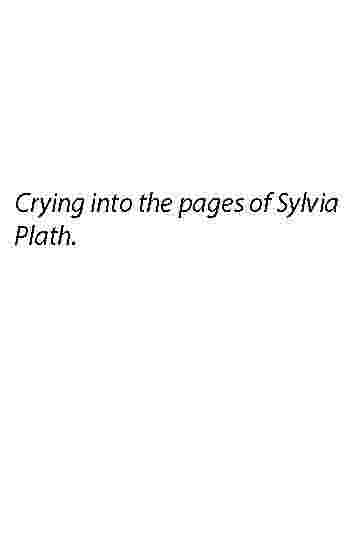 Crying into the pages of Sylvia
Plath.